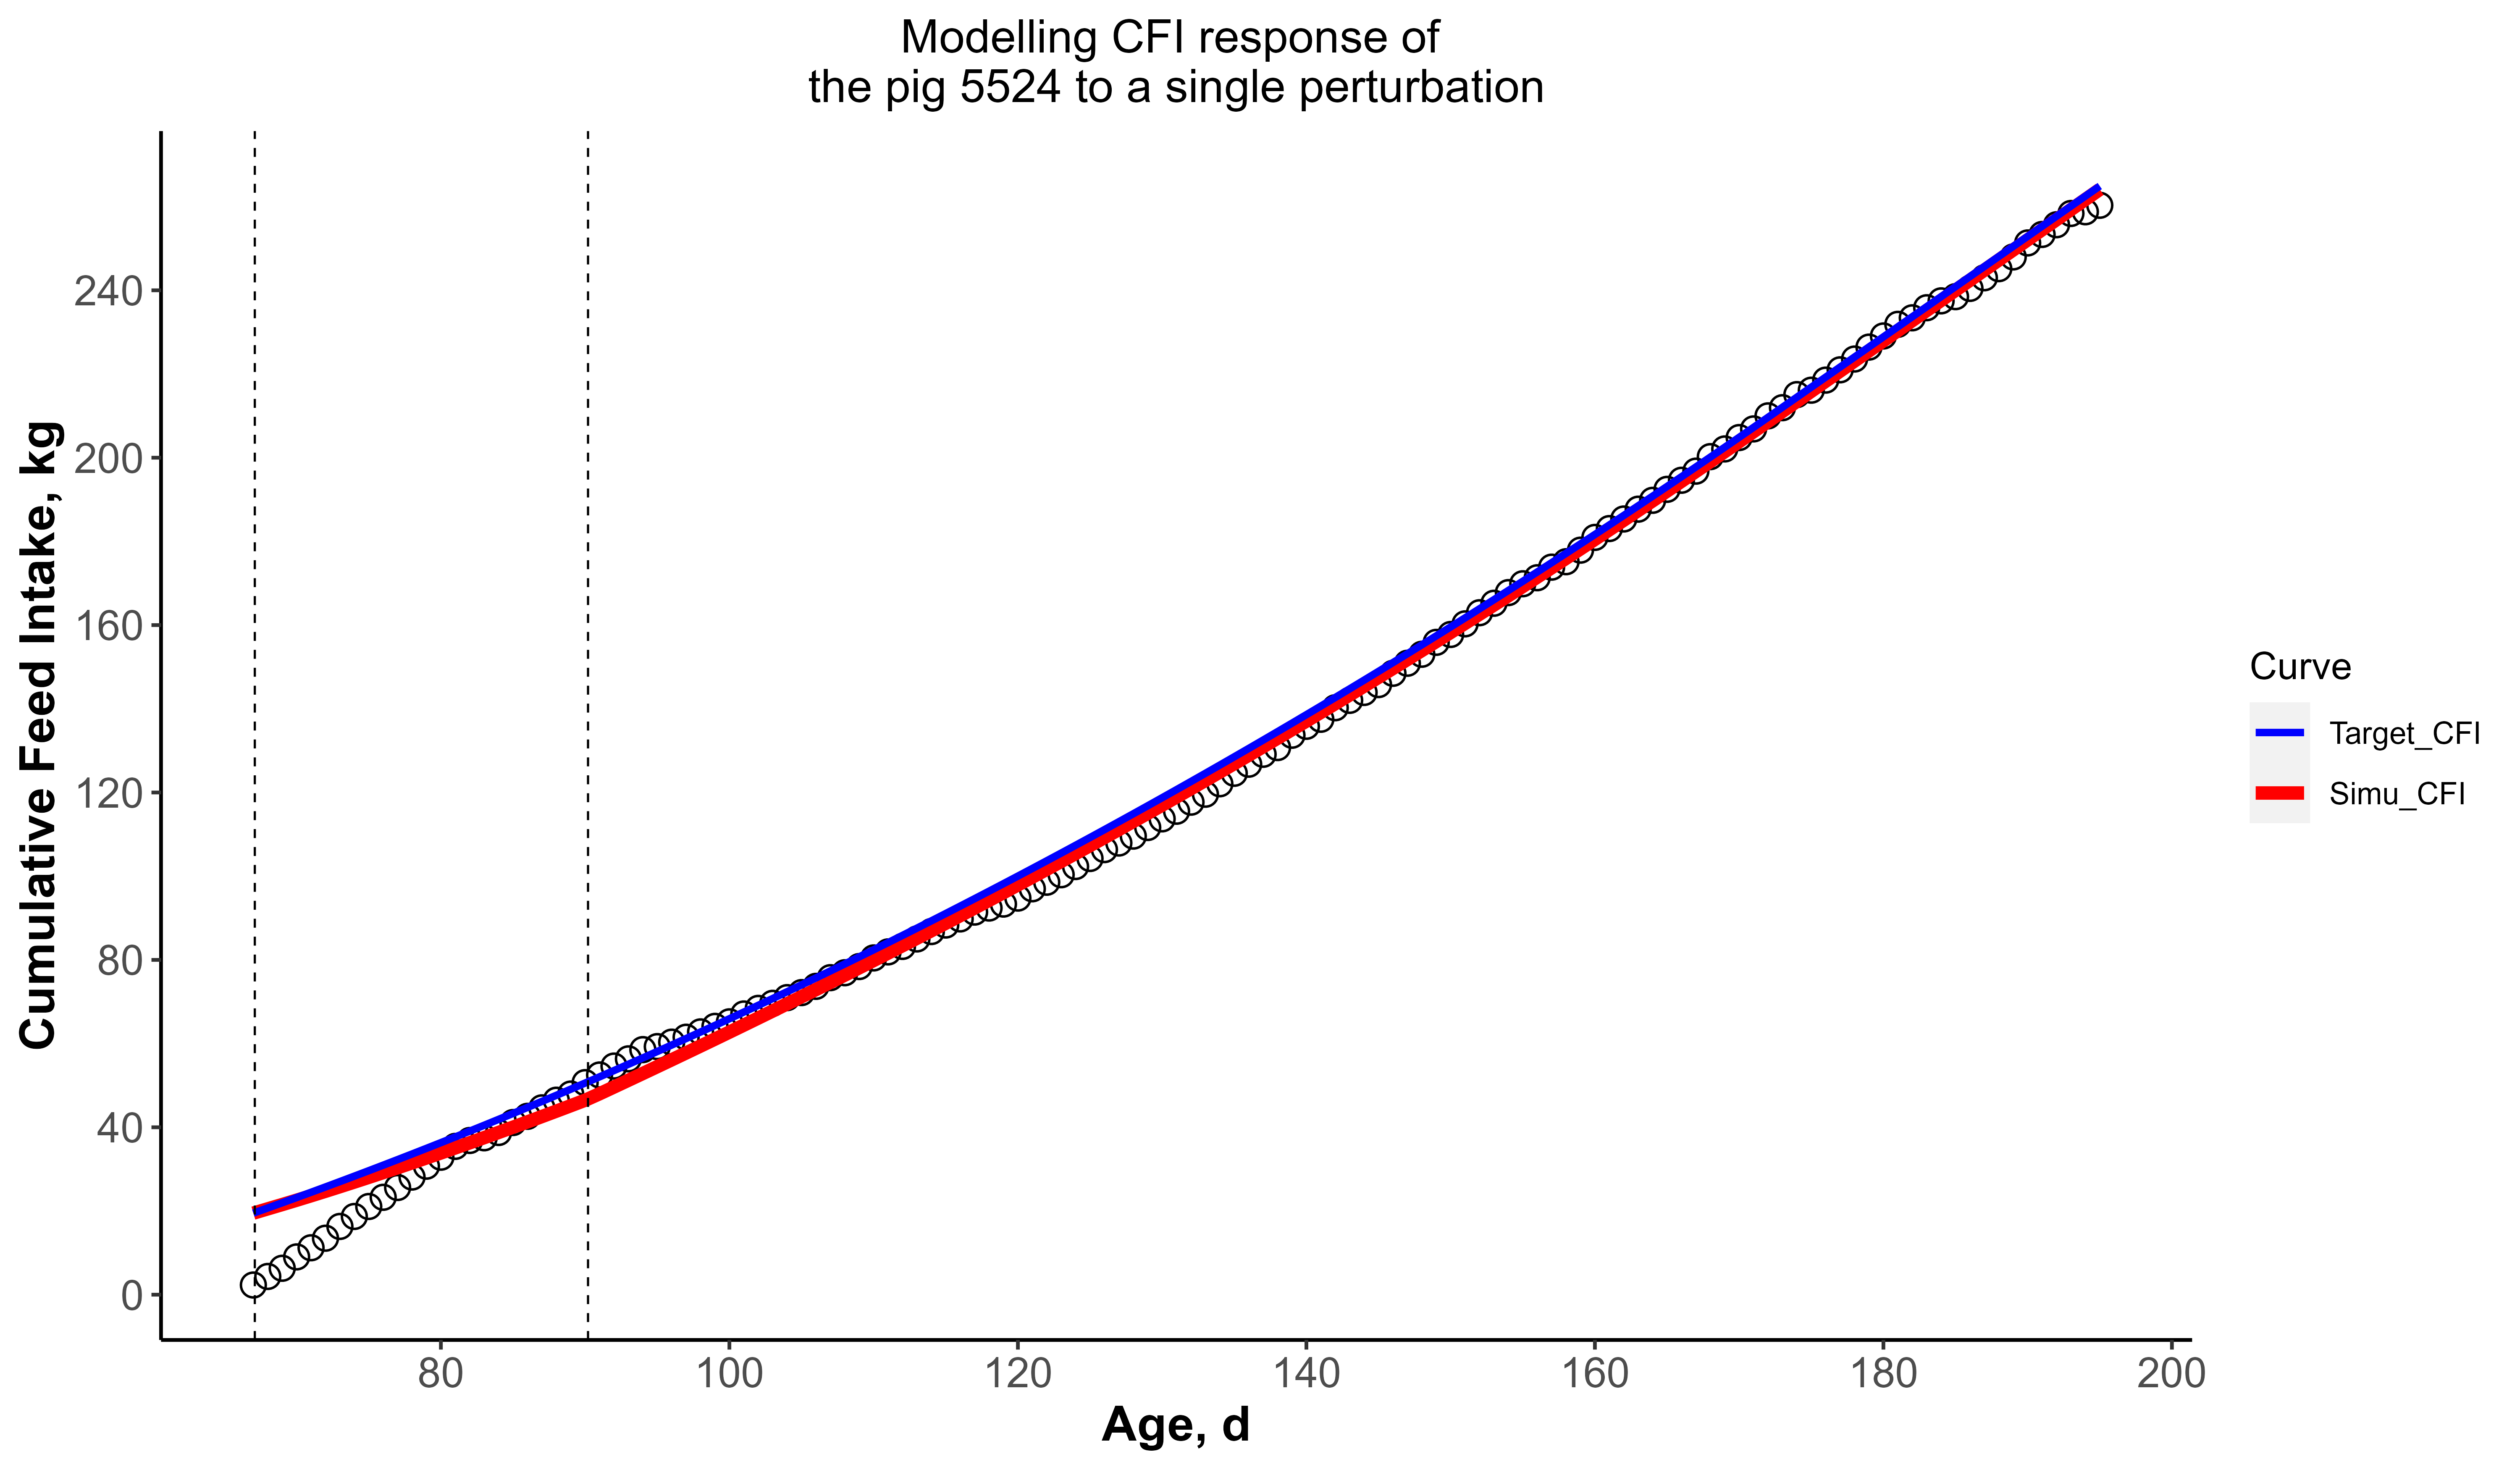 Modelling CFI response of
the pig 5524 to a single perturbation
Cumulative Feed Intake, kg
240
200
160
120
80
40
0
80 100 120 140 160 180 200
Age, d
Curve
Target_CFI
Simu_CFI